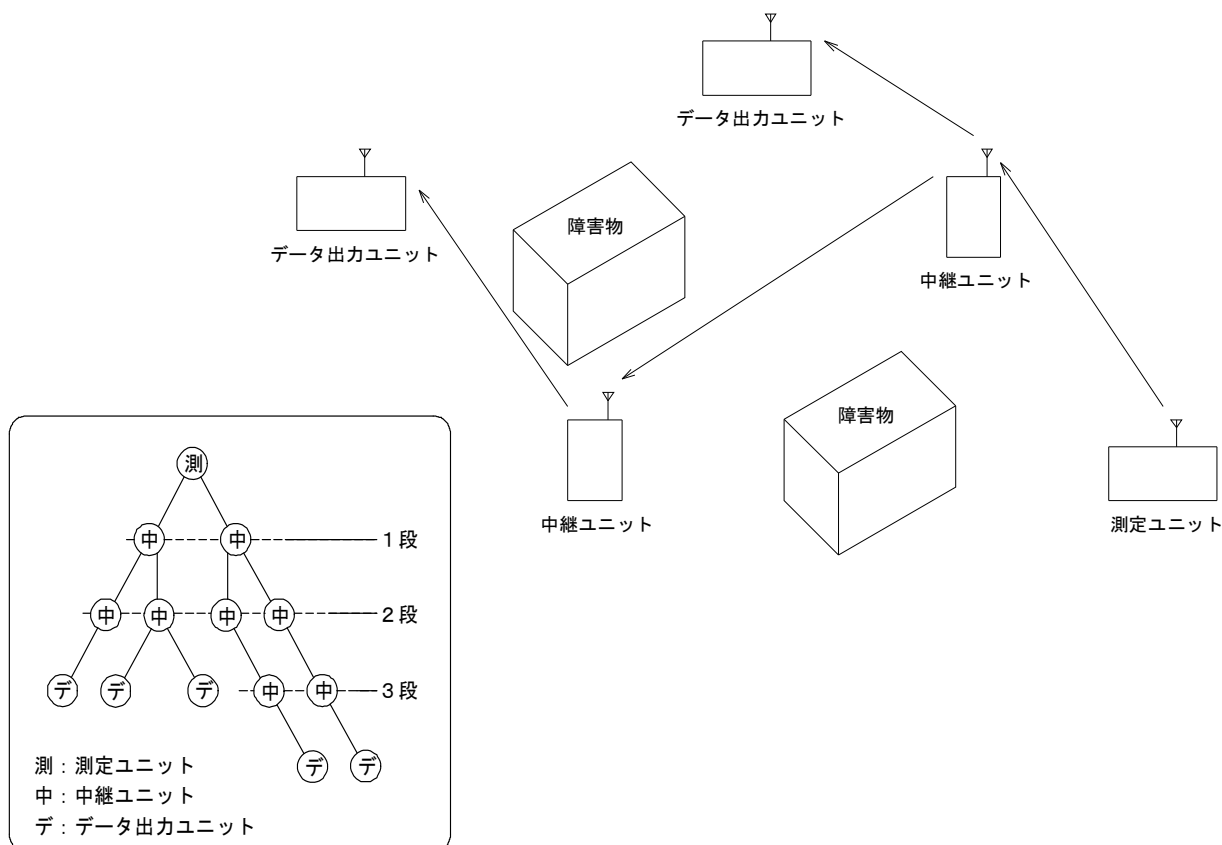 データ出力ユニット
データ出力ユニット
障害物
中継ユニット
障害物
中継ユニット
測定ユニット
測
中 中 1段
中 中 中 中 2段
デ デ デ 中 中 3段
デ デ
測：測定ユニット
中：中継ユニット
デ：データ出力ユニット